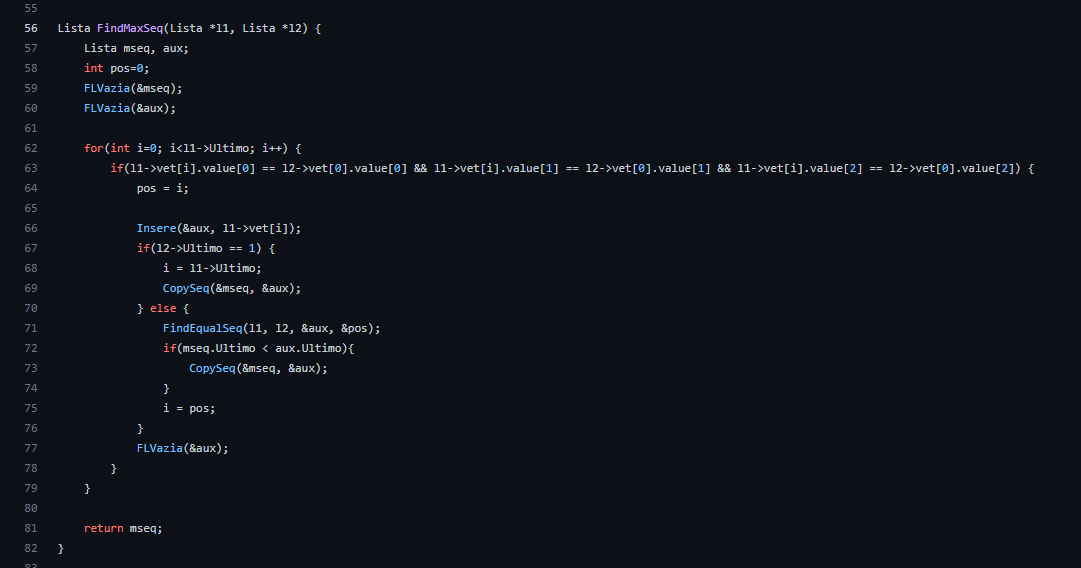 55
56 Lista FindMaxSeq(Lista *l1, Lista *l2) {
57     Lista mseq, aux;
58     int pos=0;
59     FLVazia(&mseq);
60     FLVazia(&aux);
61
62     for(int i=0; i<l1->Ultimo; i++) {
63         if(l1->vet[i].value[0] == l2->vet[0].value[0] && l1->vet[i].value[1] == l2->vet[0].value[1] && l1->vet[i].value[2] == l2->vet[0].value[2]) {
64             pos = i;
65
66             Insere(&aux, l1->vet[i]);
67             if(l2->Ultimo == 1) {
68                 i = l1->Ultimo;
69                 CopySeq(&mseq, &aux);
70             } else {
71                 FindEqualSeq(l1, l2, &aux, &pos);
72                 if(mseq.Ultimo < aux.Ultimo){
73                     CopySeq(&mseq, &aux);
74                 }
75                 i = pos;
76             }
77             FLVazia(&aux);
78         }
79     }
80
81     return mseq;
82 }
83